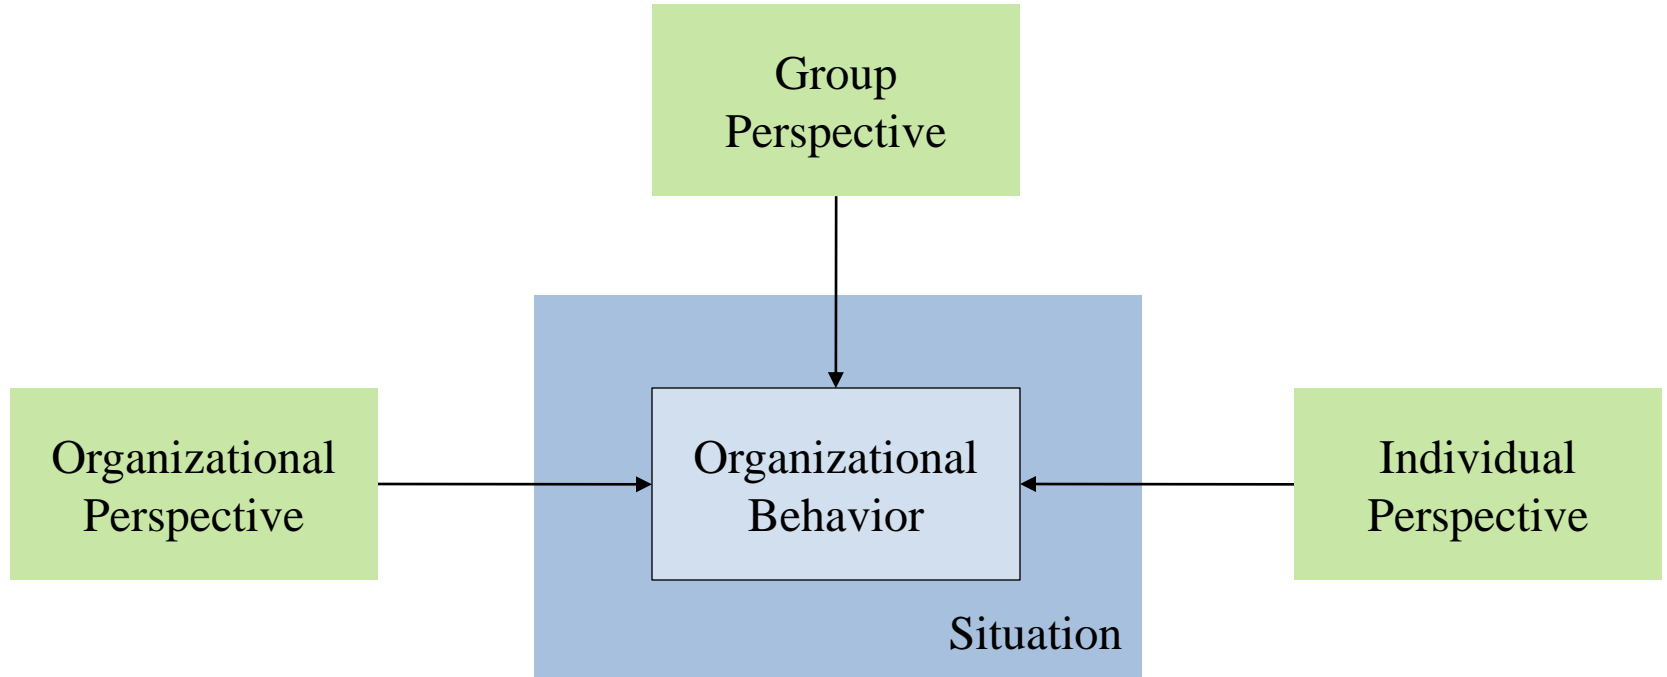 Group
Perspective
Organizational
Perspective
Organizational
Behavior
Individual
Perspective
Situation